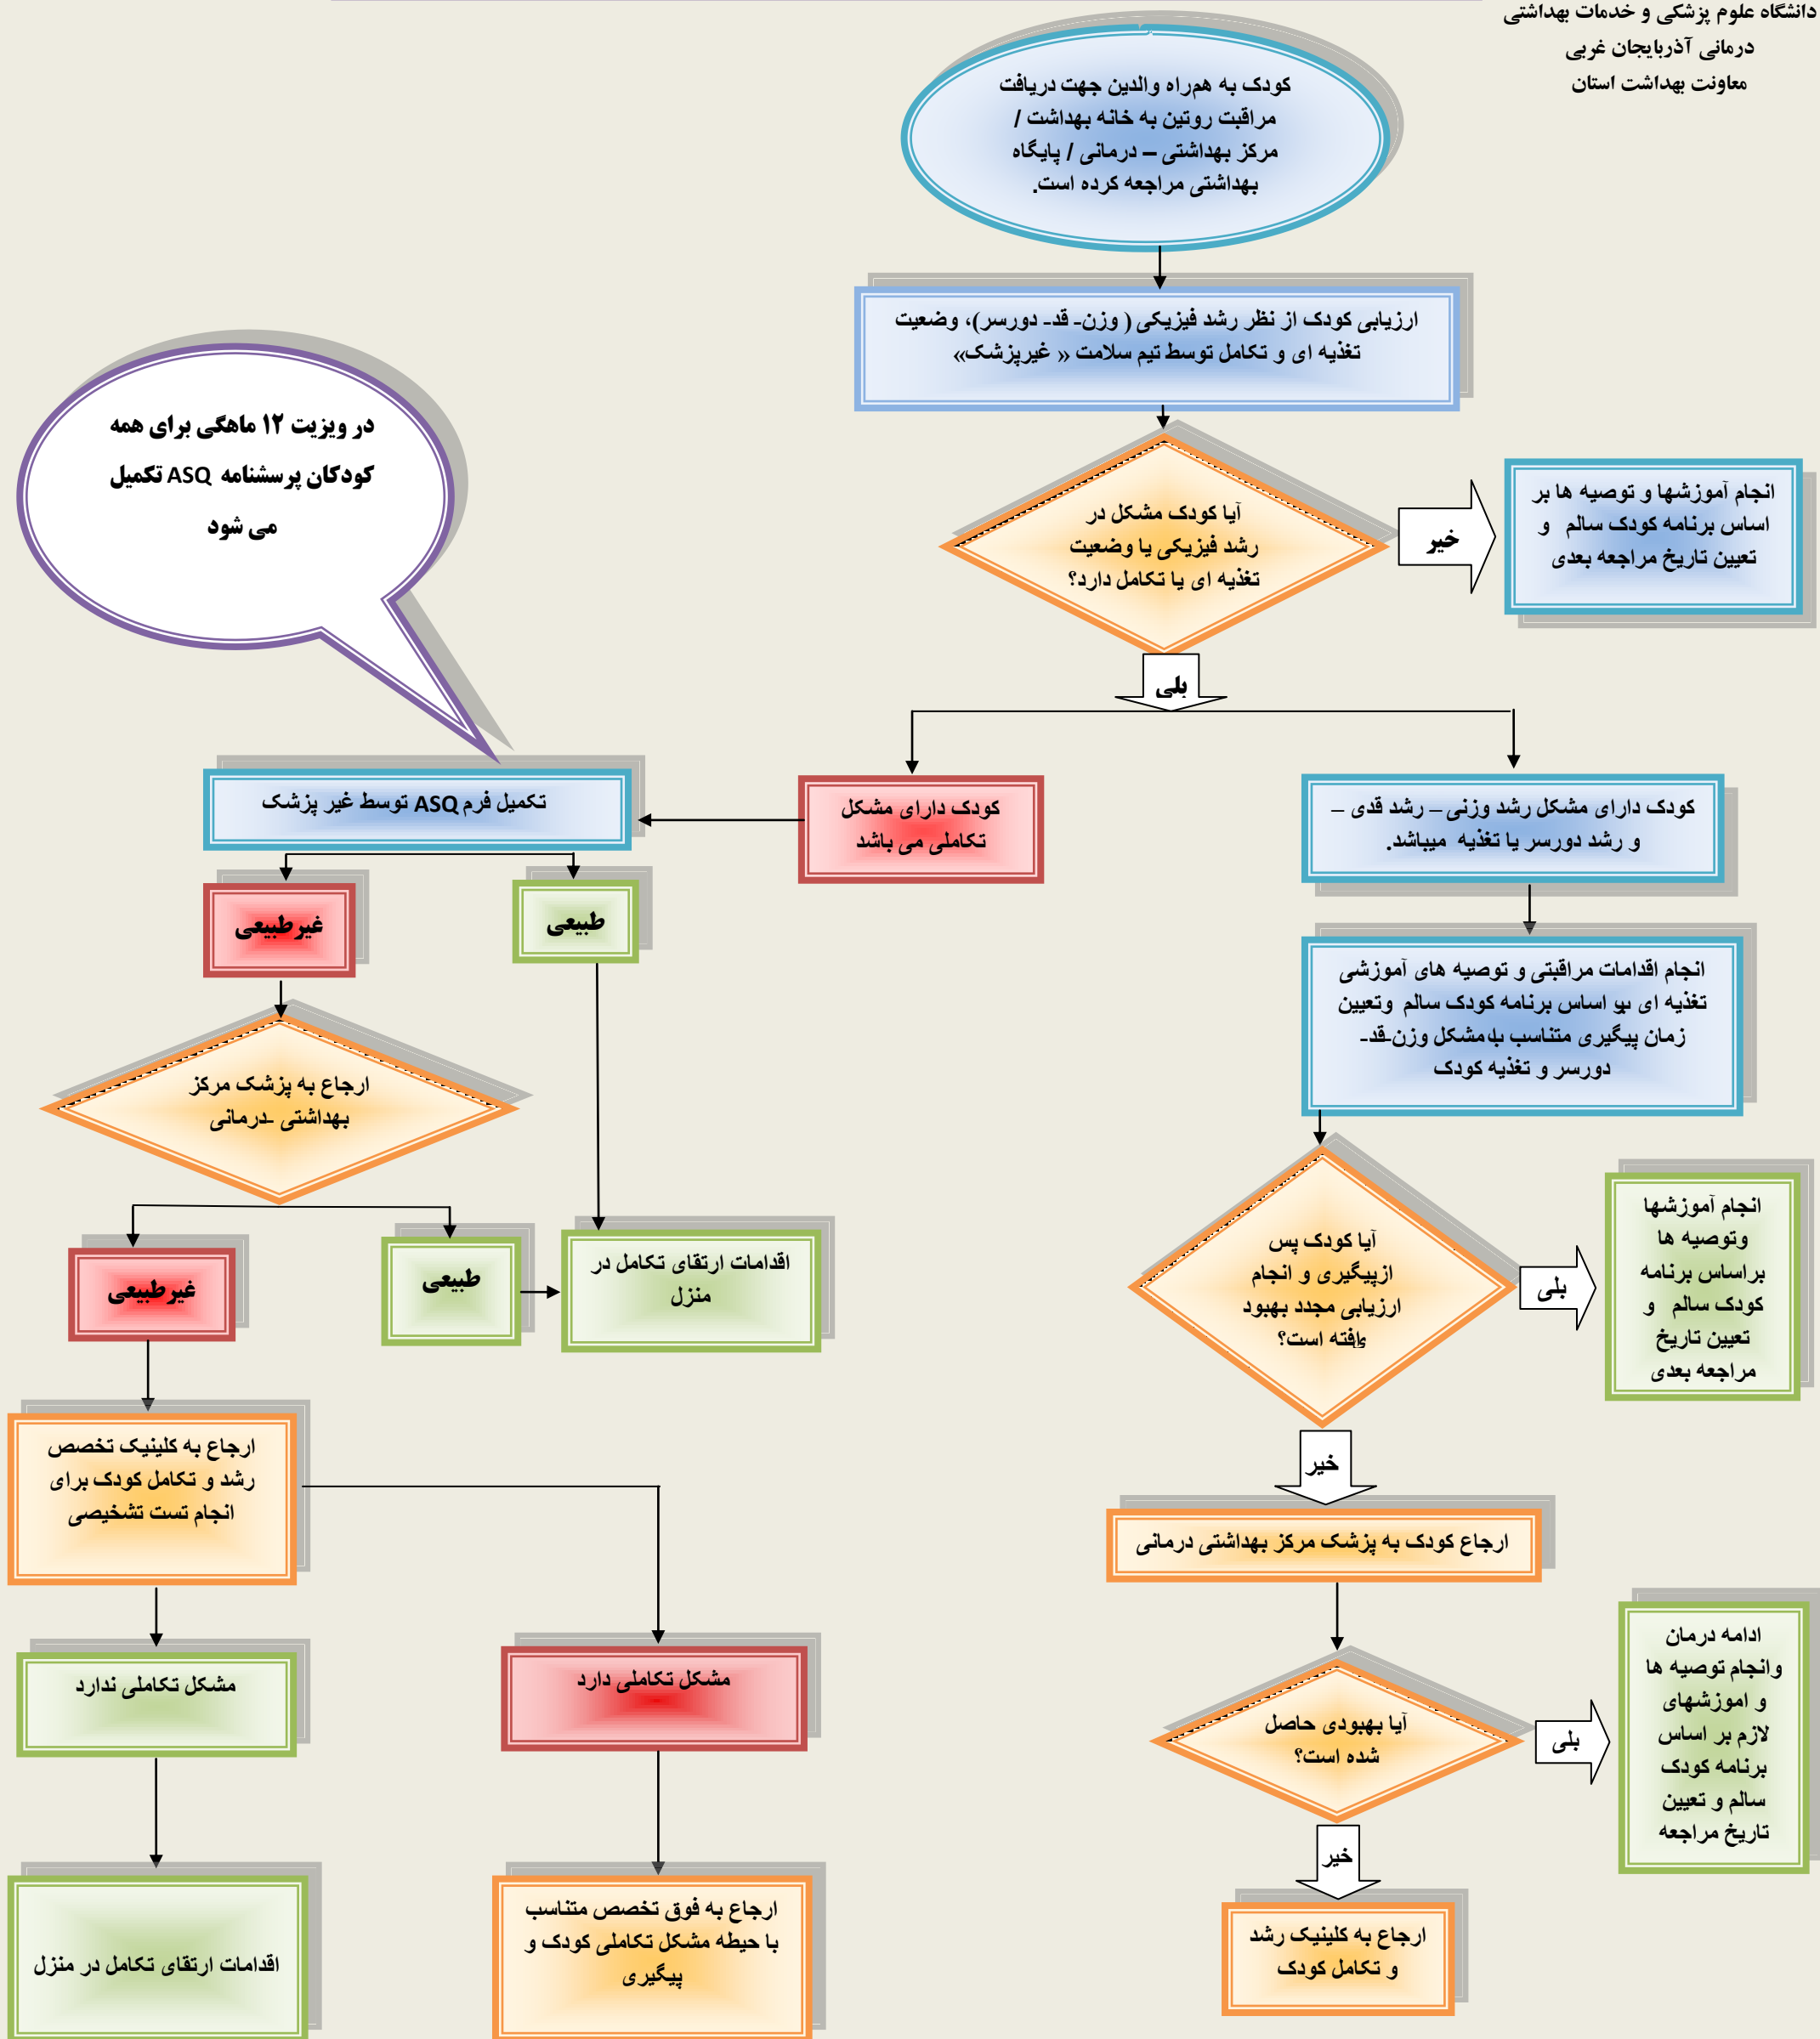 دانشگاه علوم پزشکی و خدمات بهداشتی
درمانی آذربایجان غربی
معاونت بهداشت استان
کودک به همراه والدین جهت دریافت
مراقبت روتین به خانه بهداشت /
مرکز بهداشتی – درمانی / پایگاه
بهداشتی مراجعه کرده است.
ارزیابی کودک از نظر رشد فیزیکی ( وزن- قد- دورسر)، وضعیت
تغذیه ای و تکامل توسط تیم سلامت « غیرپزشک»
در ویزیت ۱۲ ماهگی برای همه
کودکان پرسشنامه ASQ تکمیل
می شود
آیا کودک مشکل در
رشد فیزیکی یا وضعیت
تغذیه ای یا تکامل دارد؟
خیر
انجام آموزشها و توصیه ها بر
اساس برنامه کودک سالم و
تعیین تاریخ مراجعه بعدی
بلی
کودک دارای مشکل رشد وزنی – رشد قدی –
و رشد دورسر یا تغذیه میباشد.
کودک دارای مشکل
تکاملی می باشد
تکمیل فرم ASQ توسط غیر پزشک
طبیعی
غیرطبیعی
انجام اقدامات مراقبتی و توصیه های آموزشی
تغذیه ای بر اساس برنامه کودک سالم وتعیین
زمان پیگیری متناسب با مشکل وزن-قد-
دورسر و تغذیه کودک
ارجاع به پزشک مرکز
بهداشتی -درمانی
آیا کودک پس
ازپیگیری و انجام
ارزیابی مجدد بهبود
یافته است؟
بلی
انجام آموزشها
وتوصیه ها
براساس برنامه
کودک سالم و
تعیین تاریخ
مراجعه بعدی
اقدامات ارتقای تکامل در
منزل
طبیعی
غیرطبیعی
خیر
ارجاع به کلینیک تخصص
رشد و تکامل کودک برای
انجام تست تشخیصی
ارجاع کودک به پزشک مرکز بهداشتی درمانی
آیا بهبودی حاصل
شده است؟
بلی
ادامه درمان
وانجام توصیه ها
و اموزشهای
لازم بر اساس
برنامه کودک
سالم و تعیین
تاریخ مراجعه
مشکل تکاملی دارد
مشکل تکاملی ندارد
خیر
ارجاع به کلینیک رشد
و تکامل کودک
ارجاع به فوق تخصص متناسب
با حیطه مشکل تکاملی کودک و
پیگیری
اقدامات ارتقای تکامل در منزل